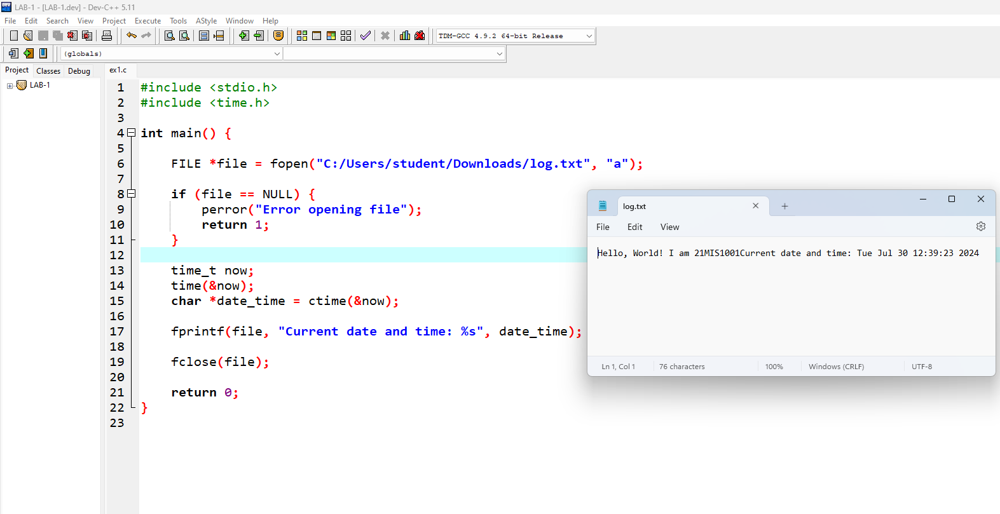 LAB-1 - [LAB-1.dev] - Dev-C++ 5.11
File Edit Search View Project Execute Tools AStyle Window Help
TDM-GCC 4.9.2 64-bit Release
(globals)
Project Classes Debug
LAB-1
ex1.c
1 #include <stdio.h>
2 #include <time.h>
3
4 int main() {
5
6 FILE *file = fopen("C:/Users/student/Downloads/log.txt", "a");
7
8 if (file == NULL) {
9 perror("Error opening file");
10 return 1;
11 }
12
13 time_t now;
14 time(&now);
15 char *date_time = ctime(&now);
16
17 fprintf(file, "Current date and time: %s", date_time);
18
19 fclose(file);
20
21 return 0;
22 }
23
log.txt
File Edit View
Hello, World! I am 21MIS1001Current date and time: Tue Jul 30 12:39:23 2024
Ln 1, Col 1 76 characters 100% Windows (CRLF) UTF-8